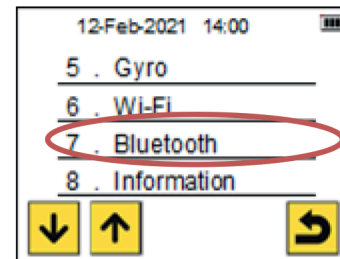 12-Feb-2021 14:00
5 . Gyro
6 . Wi-Fi
7 . Bluetooth
8 . Information